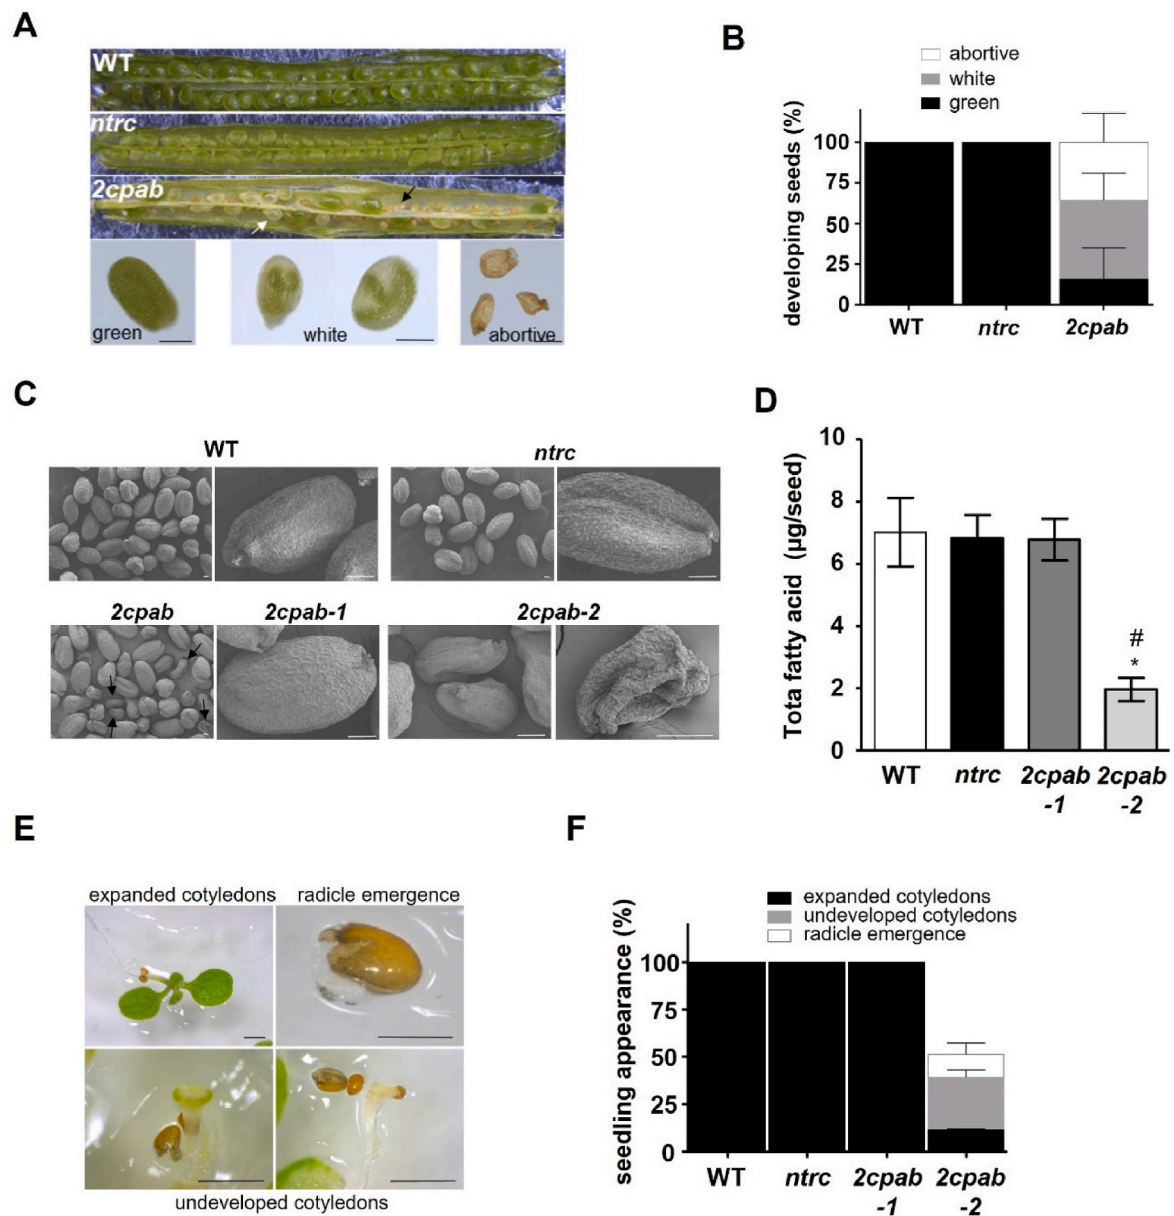 A
WT
ntrc
2cpab
green
white
abortive
B
abortive
white
green
developing seeds (%)
100
75
50
25
0
WT
ntrc
2cpab
C
WT
ntrc
2cpab
2cpab-1
2cpab-2
D
Tota fatty acid (µg/seed)
10
8
6
4
2
0
#
*
WT
ntrc
2cpab
-1
2cpab
-2
E
expanded cotyledons
radicle emergence
undeveloped cotyledons
F
expanded cotyledons
undeveloped cotyledons
radicle emergence
seedling appearance (%)
100
75
50
25
0
WT
ntrc
2cpab
-1
2cpab
-2